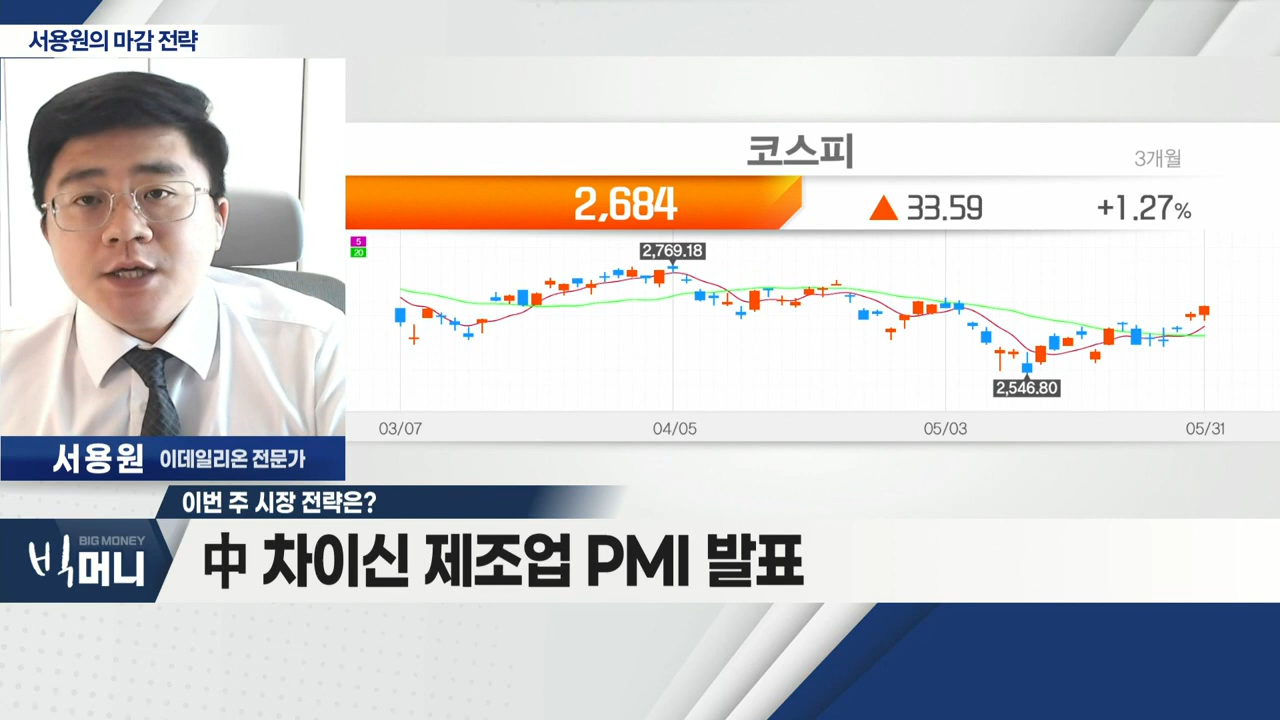 서용원의 마감 전략
코스피
3개월
2,684
▲ 33.59
+1.27%
5
20
2,769.18
2,546.80
03/07
04/05
05/03
05/31
서용원 이데일리온 전문가
이번 주 시장 전략은?
BIG MONEY
빅머니
中 차이신 제조업 PMI 발표